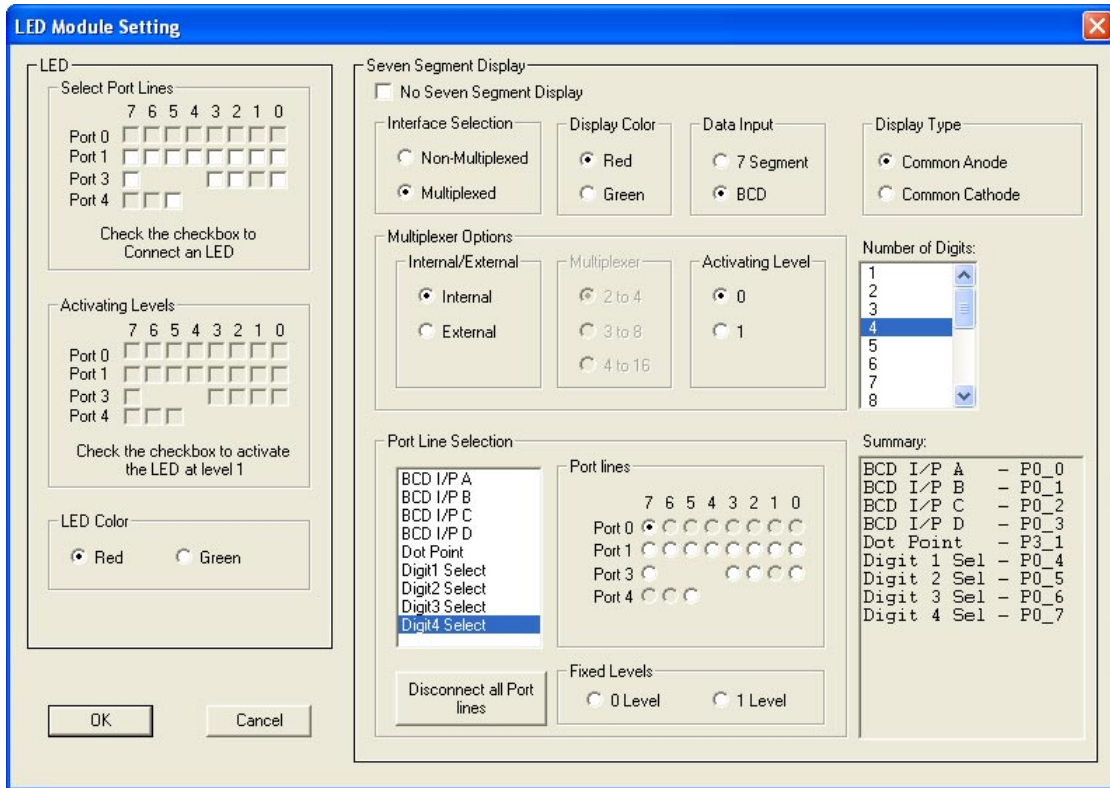 LED Module Setting
LED
Select Port Lines
7 6 5 4 3 2 1 0
Port 0
Port 1
Port 3
Port 4
Check the checkbox to
Connect an LED
Activating Levels
7 6 5 4 3 2 1 0
Port 0
Port 1
Port 3
Port 4
Check the checkbox to activate
the LED at level 1
LED Color
Red Green
OK Cancel
Seven Segment Display
No Seven Segment Display
Interface Selection
Non-Multiplexed
Multiplexed
Display Color
Red
Green
Data Input
7 Segment
BCD
Display Type
Common Anode
Common Cathode
Multiplexer Options
Internal/External
Internal
External
Multiplexer
2 to 4
3 to 8
4 to 16
Activating Level
0
1
Number of Digits:
1
2
3
4
5
6
7
8
Port Line Selection
BCD I/P A
BCD I/P B
BCD I/P C
BCD I/P D
Dot Point
Digit1 Select
Digit2 Select
Digit3 Select
Digit4 Select
Disconnect all Port
lines
Port lines
7 6 5 4 3 2 1 0
Port 0
Port 1
Port 3
Port 4
Fixed Levels
0 Level 1 Level
Summary:
BCD I/P A - P0_0
BCD I/P B - P0_1
BCD I/P C - P0_2
BCD I/P D - P0_3
Dot Point - P3_1
Digit 1 Sel - P0_4
Digit 2 Sel - P0_5
Digit 3 Sel - P0_6
Digit 4 Sel - P0_7